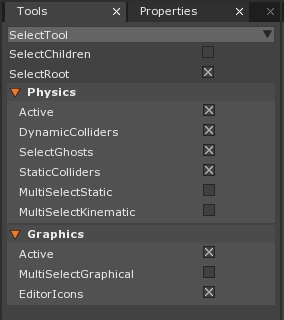 Tools Properties
SelectTool
SelectChildren
SelectRoot
Physics
Active
DynamicColliders
SelectGhosts
StaticColliders
MultiSelectStatic
MultiSelectKinematic
Graphics
Active
MultiSelectGraphical
EditorIcons